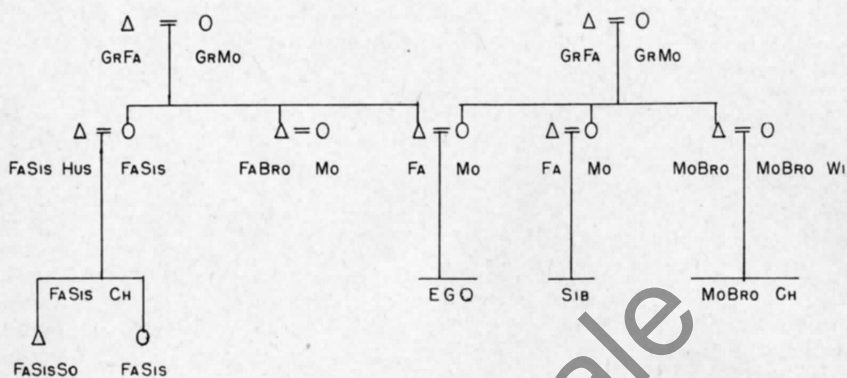 GRFA GRMO GRFA GRMO
FASIS HUS FASIS FABRO MO FA MO FA MO MOBRO MOBRO WI
FASIS CH EGO SIB MOBRO CH
FASISSO FASIS
ale